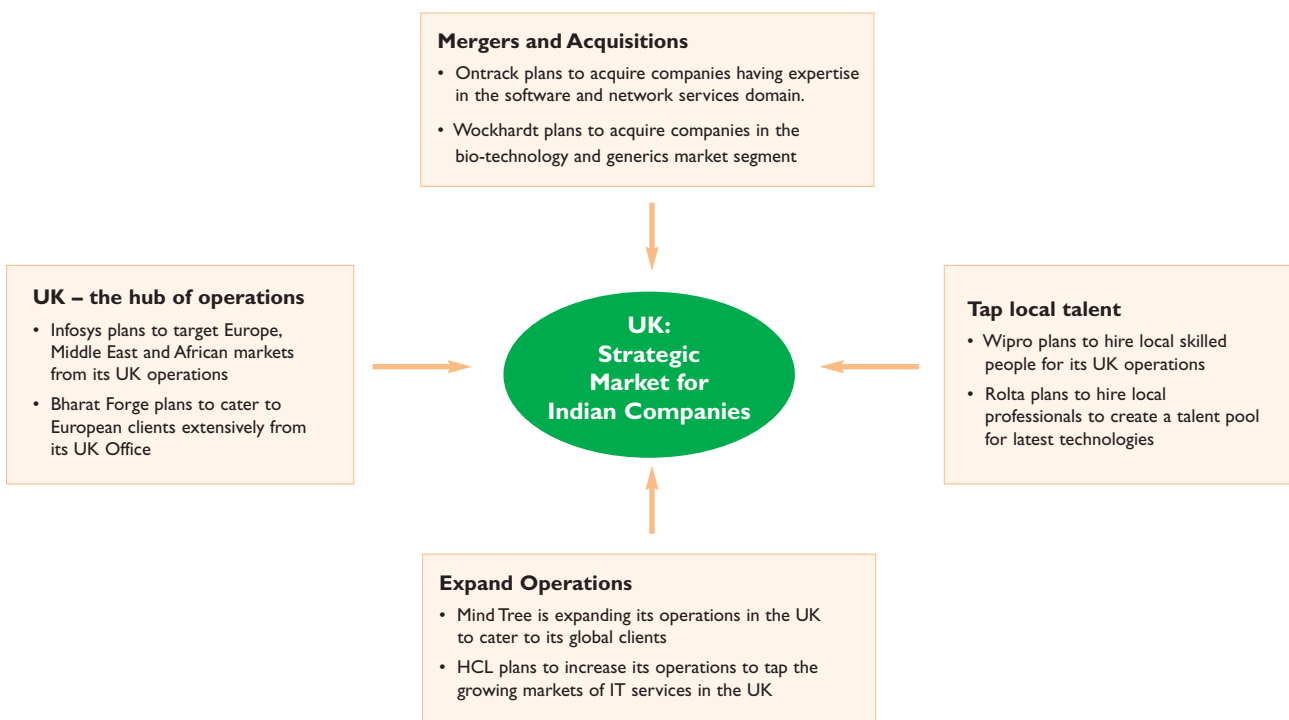 Mergers and Acquisitions
• Ontrack plans to acquire companies having expertise
in the software and network services domain.
• Wockhardt plans to acquire companies in the
bio-technology and generics market segment
UK – the hub of operations
• Infosys plans to target Europe,
Middle East and African markets
from its UK operations
• Bharat Forge plans to cater to
European clients extensively from
its UK Office
UK:
Strategic
Market for
Indian Companies
Tap local talent
• Wipro plans to hire local skilled
people for its UK operations
• Rolta plans to hire local
professionals to create a talent pool
for latest technologies
Expand Operations
• Mind Tree is expanding its operations in the UK
to cater to its global clients
• HCL plans to increase its operations to tap the
growing markets of IT services in the UK